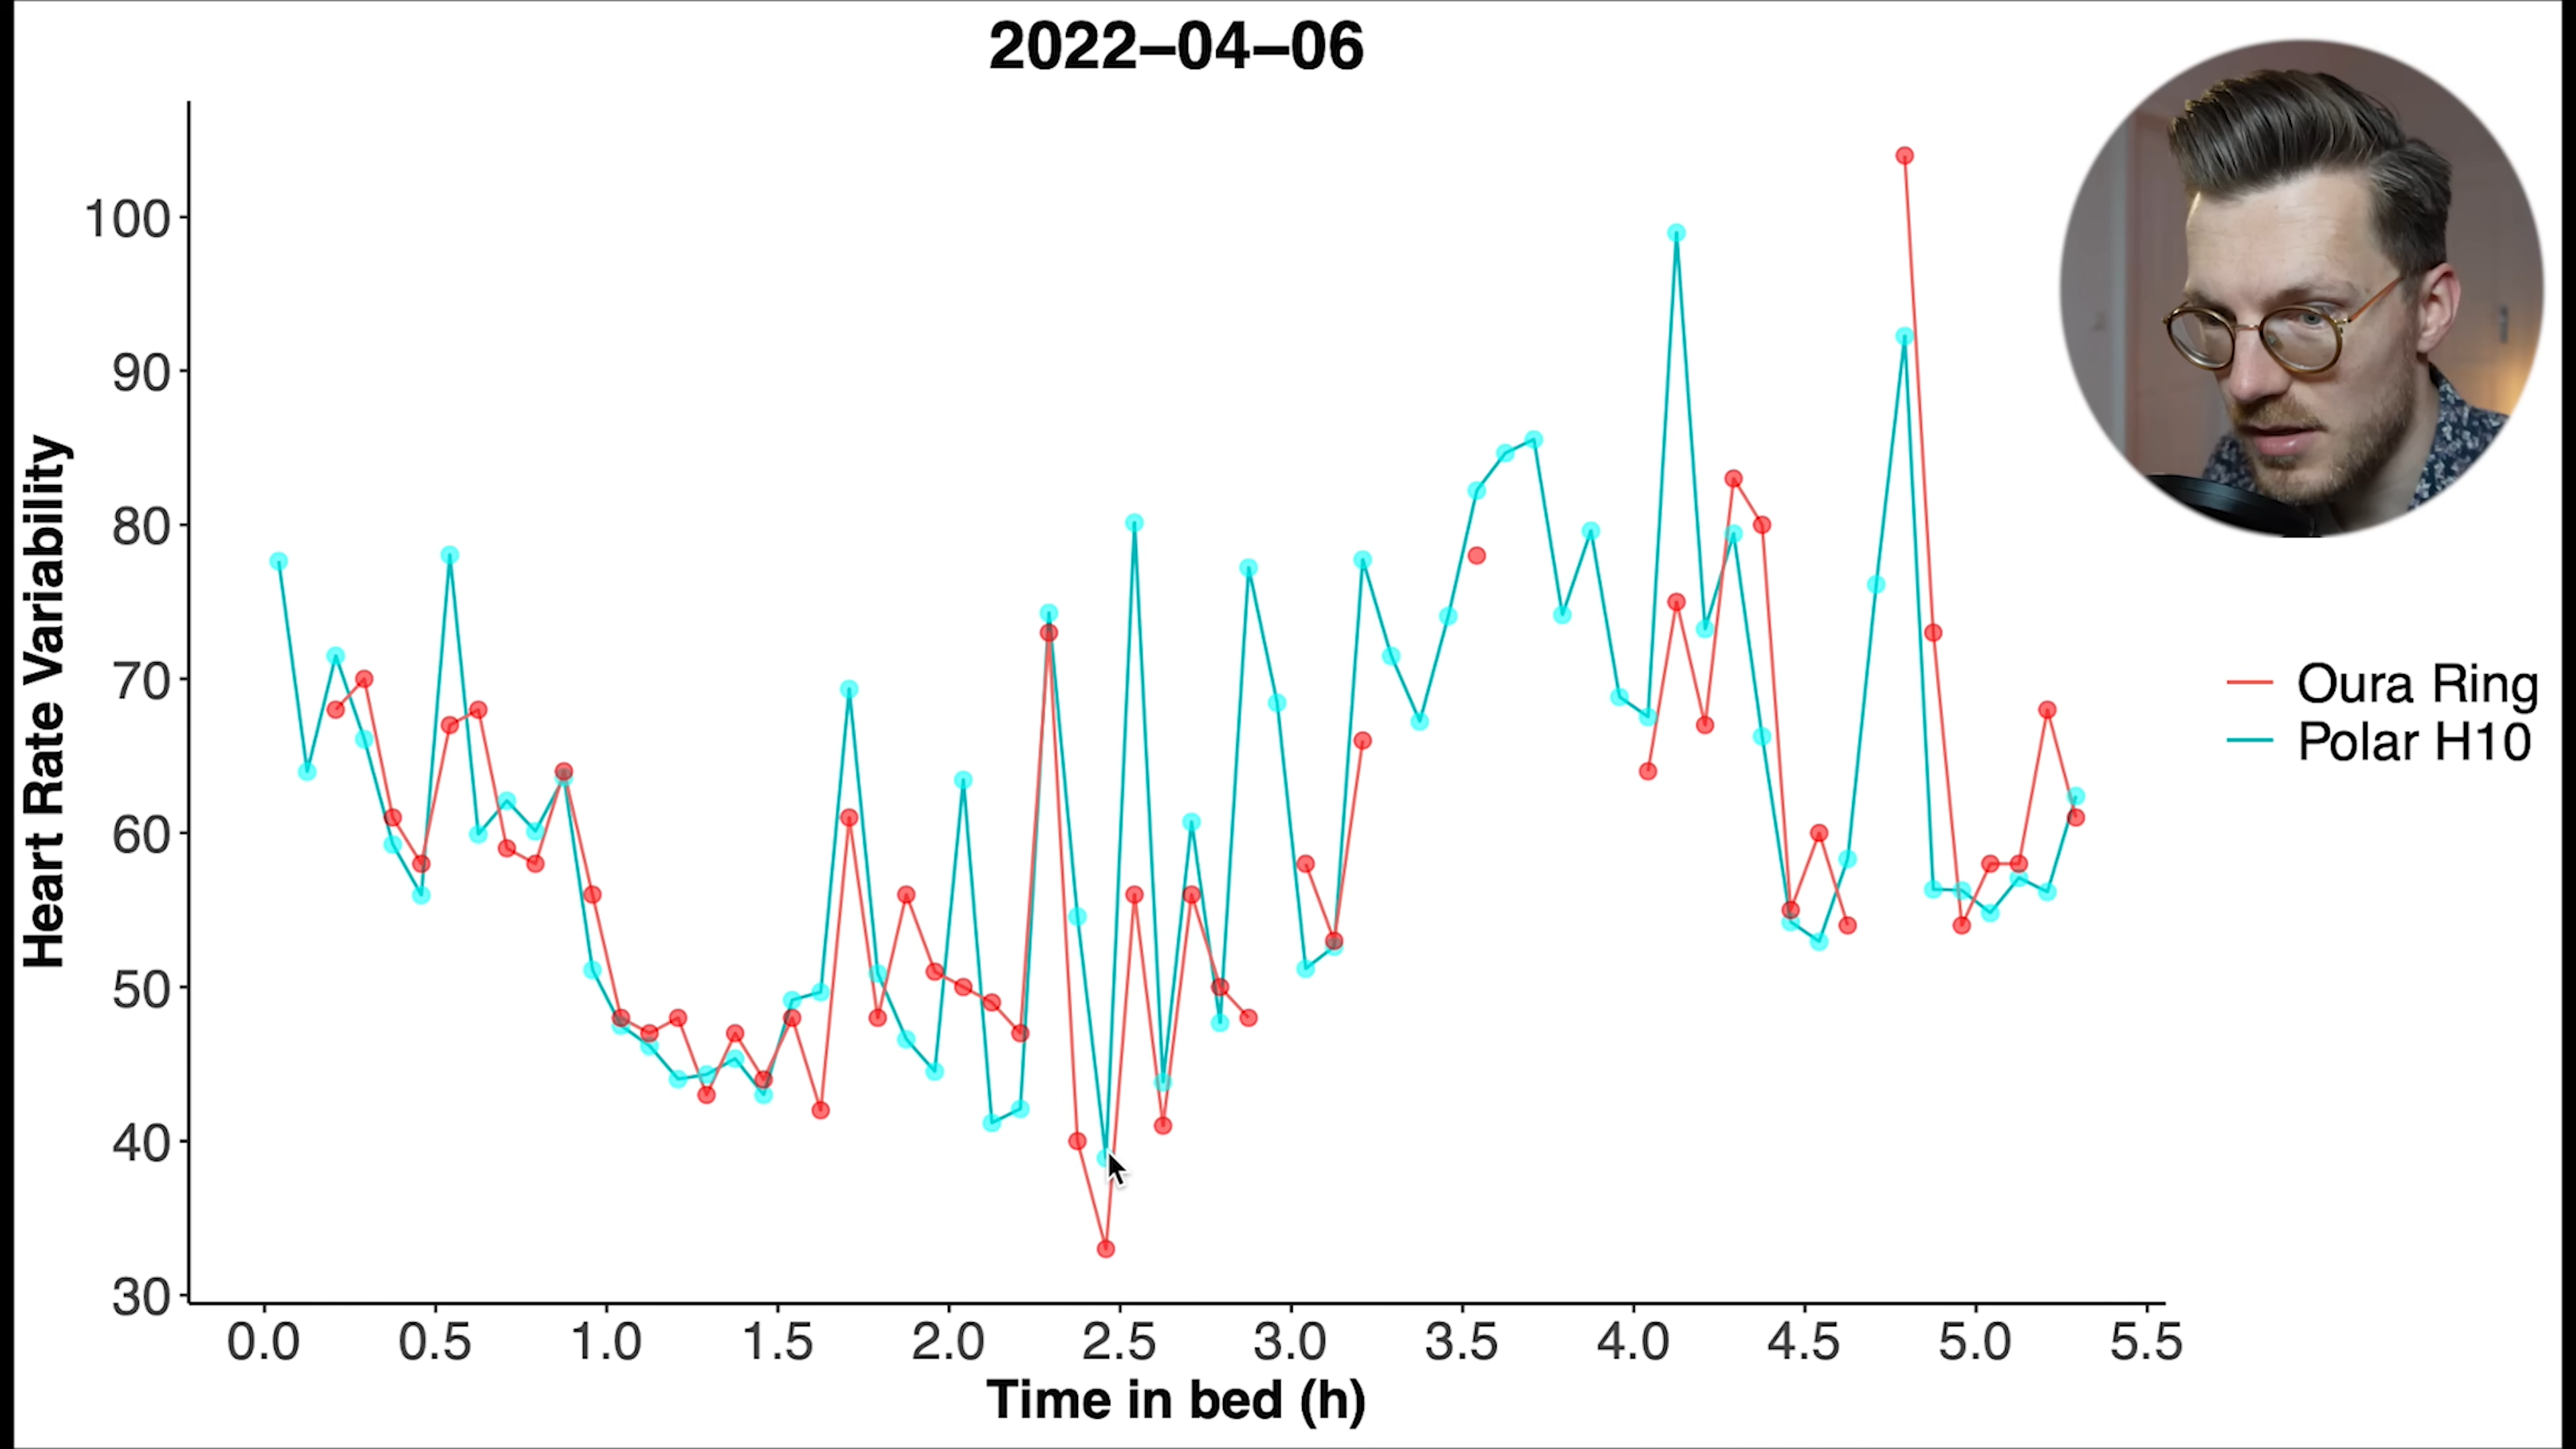 2022–04–06
Heart Rate Variability
100
90
80
70
60
50
40
30
0.0 0.5 1.0 1.5 2.0 2.5 3.0 3.5 4.0 4.5 5.0 5.5
Time in bed (h)
Oura Ring
Polar H10